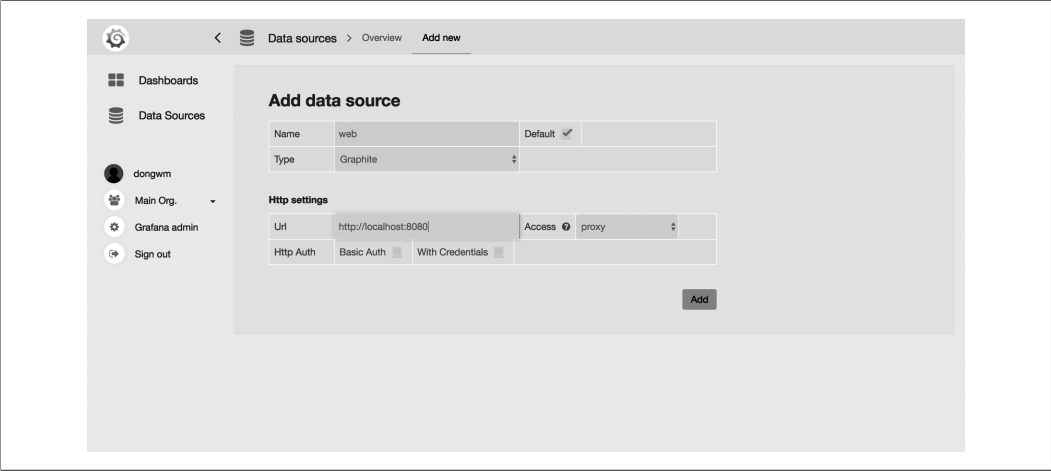 Data sources > Overview Add new
Dashboards
Data Sources
dongwm
Main Org.
Grafana admin
Sign out
Add data source
Name web Default
Type Graphite
Http settings
Url http://localhost:8080 Access proxy
Http Auth Basic Auth With Credentials
Add